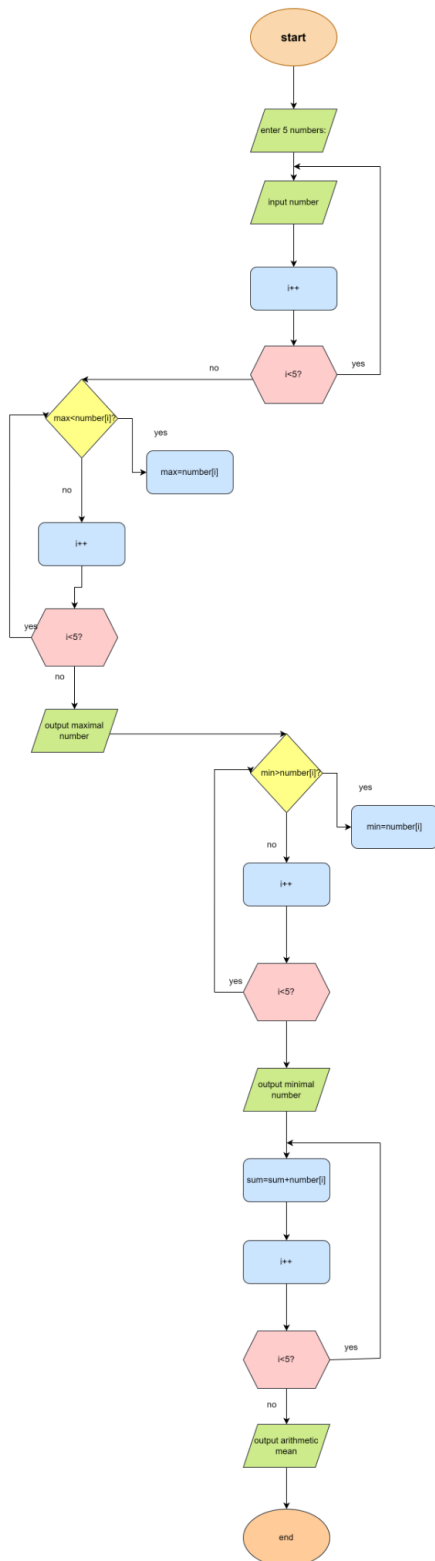 start
enter 5 numbers:
input number
i++
i<5?
yes
no
max<number[i]?
yes
max=number[i]
no
i++
yes
i<5?
no
output maximal
number
min>number[i]?
yes
min=number[i]
no
i++
yes
i<5?
output minimal
number
sum=sum+number[i]
i++
i<5?
yes
no
output arithmetic
mean
end